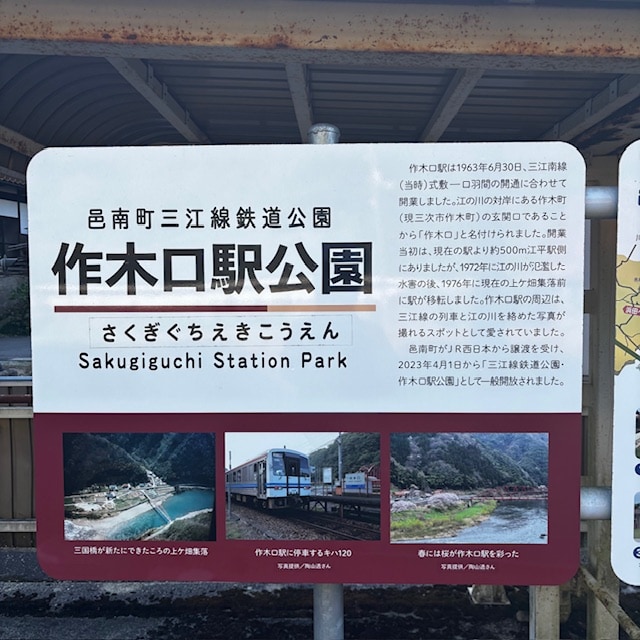 邑南町三江線鉄道公園
作木口駅公園
さくぎぐちえきこうえん
Sakugiguchi Station Park
作木口駅は1963年6月30日、三江南線
（当時）式敷―口羽間の開通に合わせて
開業しました。江の川の対岸にある作木町
（現三次市作木町）の玄関口であること
から「作木口」と名付けられました。開業
当初は、現在の駅より約500m江平駅側
にありましたが、1972年に江の川が氾濫した
水害の後、1976年に現在の上ケ畑集落前
に駅が移転しました。作木口駅の周辺は、
三江線の列車と江の川を絡めた写真が
撮れるスポットとして愛されていました。
邑南町がJR西日本から譲渡を受け、
2023年4月1日から「三江線鉄道公園・
作木口駅公園」として一般開放されました。
三国橋が新たにできたころの上ケ畑集落
作木口駅に停車するキハ120
写真提供／陶山透さん
春には桜が作木口駅を彩った
写真提供／陶山透さん